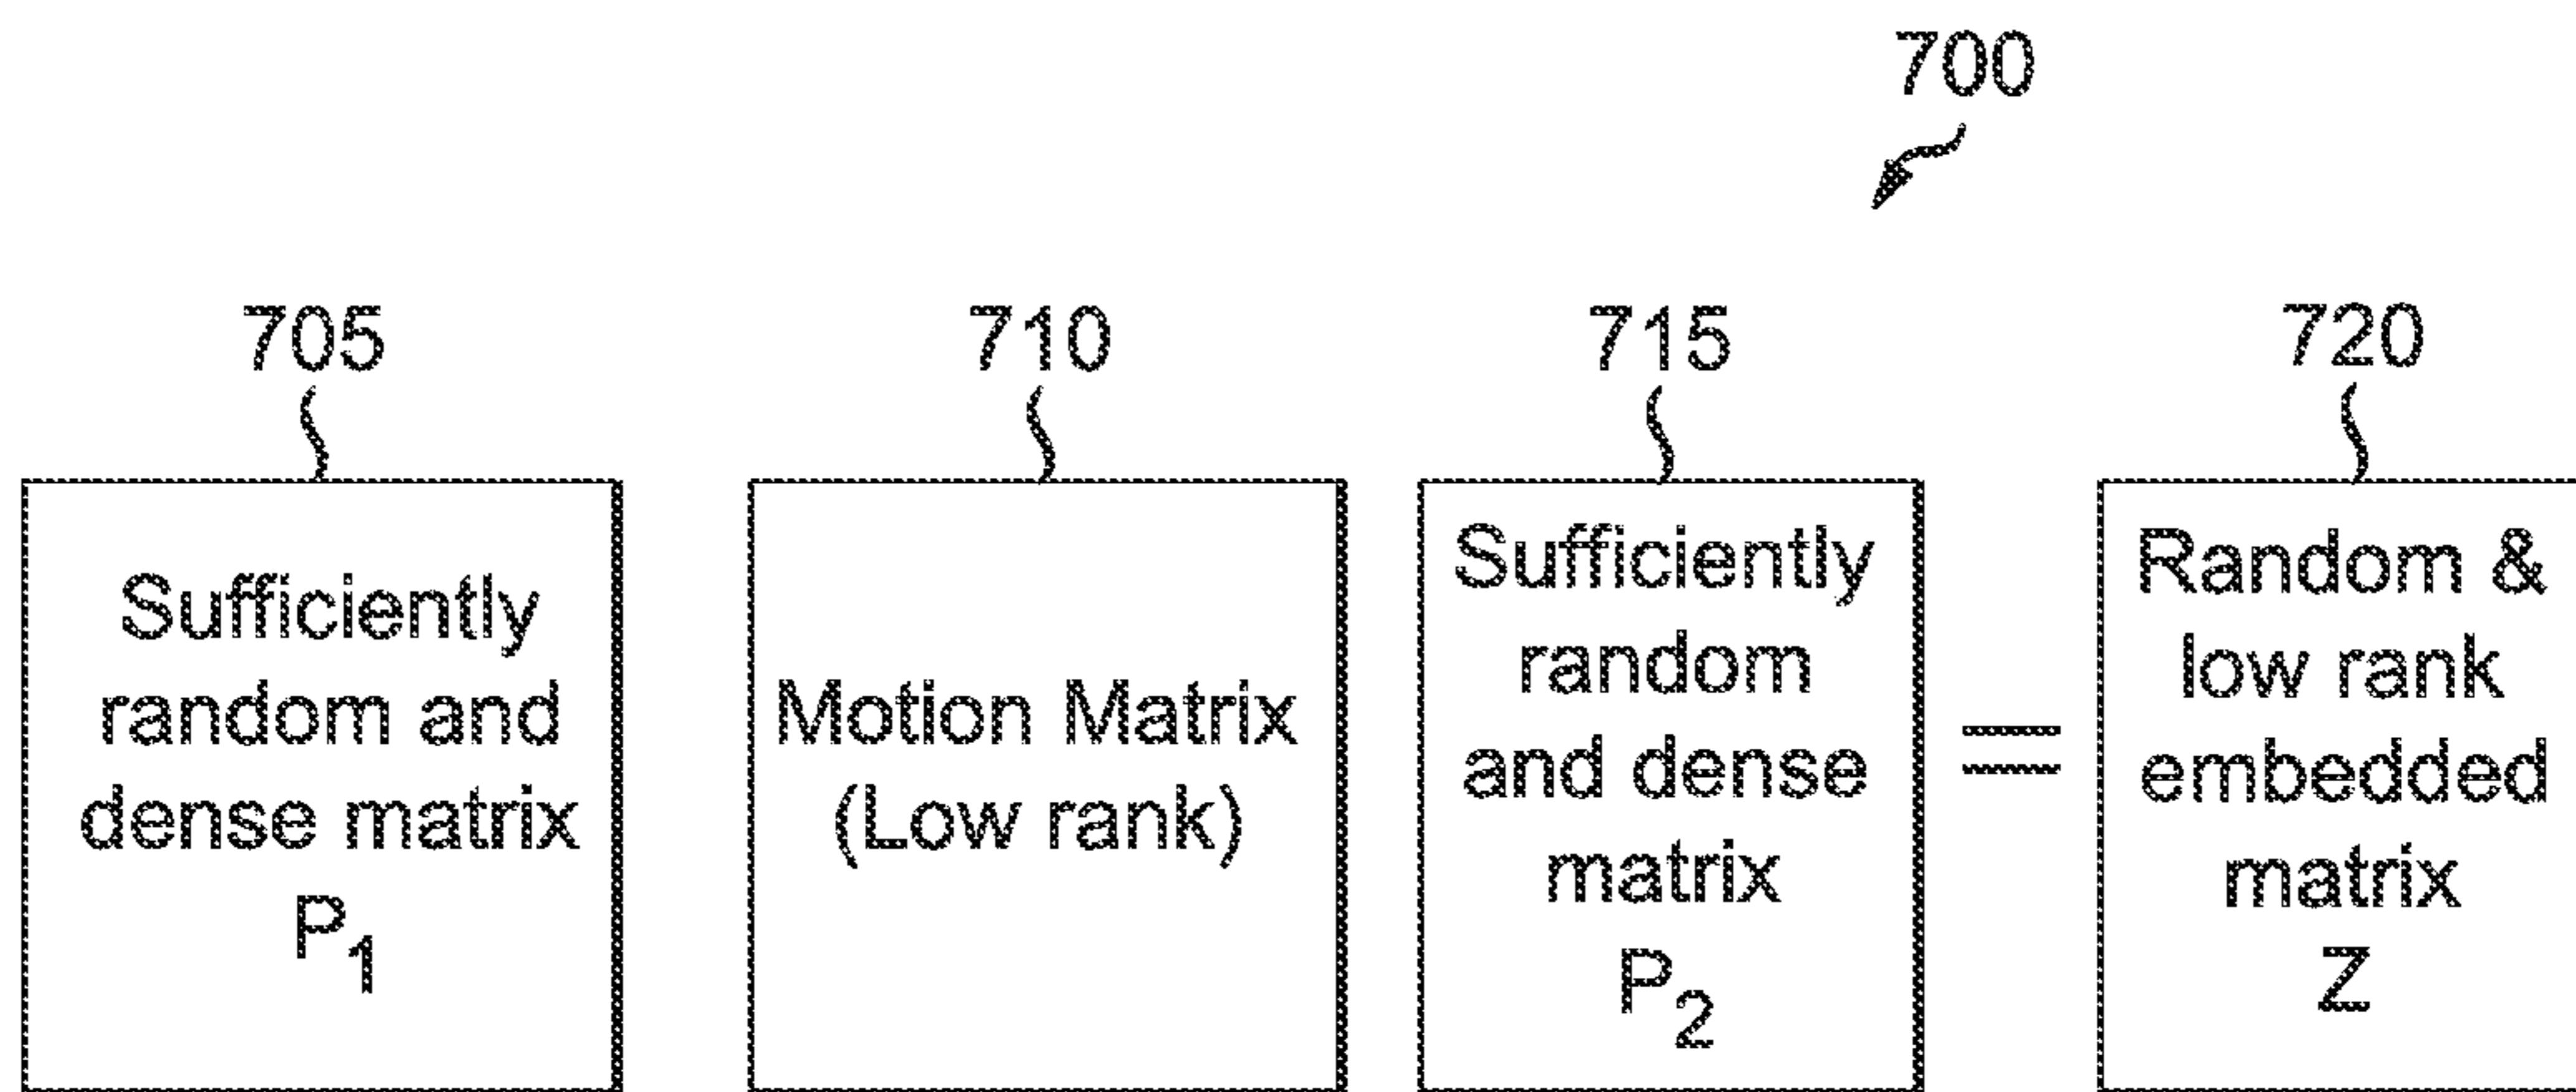 700
705
710
715
720
Sufficiently
random and
dense matrix
P1
Motion Matrix
(Low rank)
Sufficiently
random
and dense
matrix
P2
=
Random &
low rank
embedded
matrix
Z